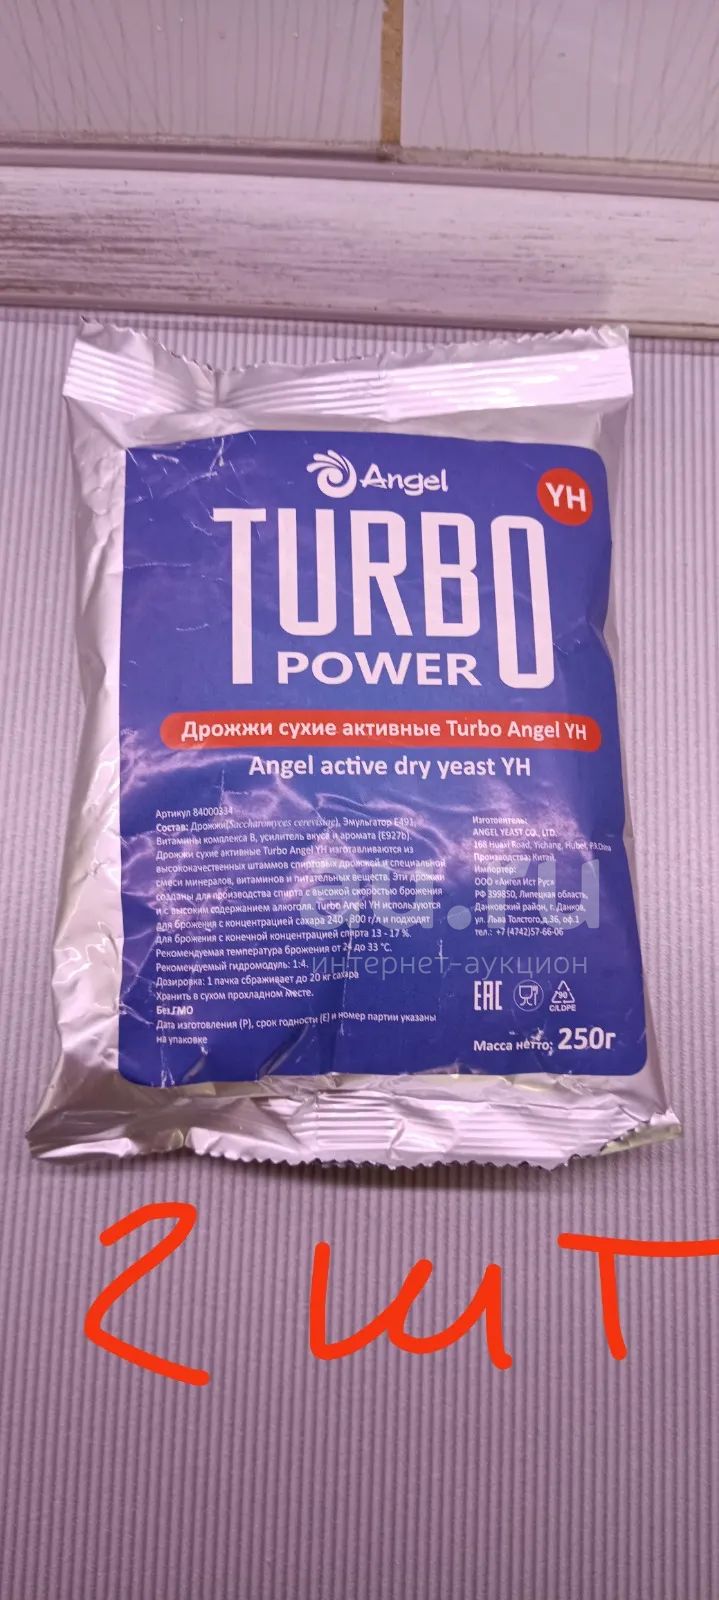 Angel
YH
TURBO
POWER
Дрожжи сухие активные Turbo Angel YH
Angel active dry yeast YH
Артикул 84000334
Состав: Дрожжи(Saccharomyces cerevisiae), Эмульгатор E491,
Витамины комплекса В, усилитель вкуса и аромата (E927b).
Дрожжи сухие активные Turbo Angel YH изготавливаются из
высококачественных штаммов спиртовых дрожжей и специальной
смеси минералов, витаминов и питательных веществ. Эти дрожжи
созданы для производства спирта с высокой скоростью брожения
и с высоким содержанием алкоголя. Turbo Angel YH используются
для брожения с концентрацией сахара 240 - 300 г/л и подходят
для брожения с конечной концентрацией спирта 13 - 17 %.
Рекомендуемая температура брожения от 24 до 33 °С.
Рекомендуемый гидромодуль: 1:4.
Дозировка: 1 пачка сбраживает до 20 кг сахара
Хранить в сухом прохладном месте.
Без ГМО
Дата изготовления (P), срок годности (E) и номер партии указаны
на упаковке
Изготовитель:
ANGEL YEAST CO., LTD.
168 Huaxi Road, Yichang, Hubei, P.R.China
Производства: Китай.
Импортер:
ООО «Ангел Ист Рус»
РФ 399850, Липецкая область,
Данковский район, г. Данков,
ул. Льва Толстого,д.36, оф.1
тел.: +7 (4742)57-66-06
EAC
90
C/LDPE
Масса нетто: 250г
au.ru
интернет-аукцион
2 шт